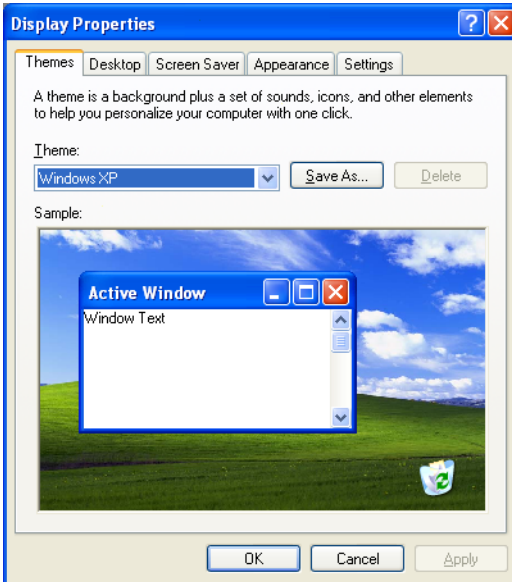 Display Properties
Themes Desktop Screen Saver Appearance Settings
A theme is a background plus a set of sounds, icons, and other elements
to help you personalize your computer with one click.
Theme:
Windows XP Save As... Delete
Sample:
Active Window
Window Text
OK Cancel Apply